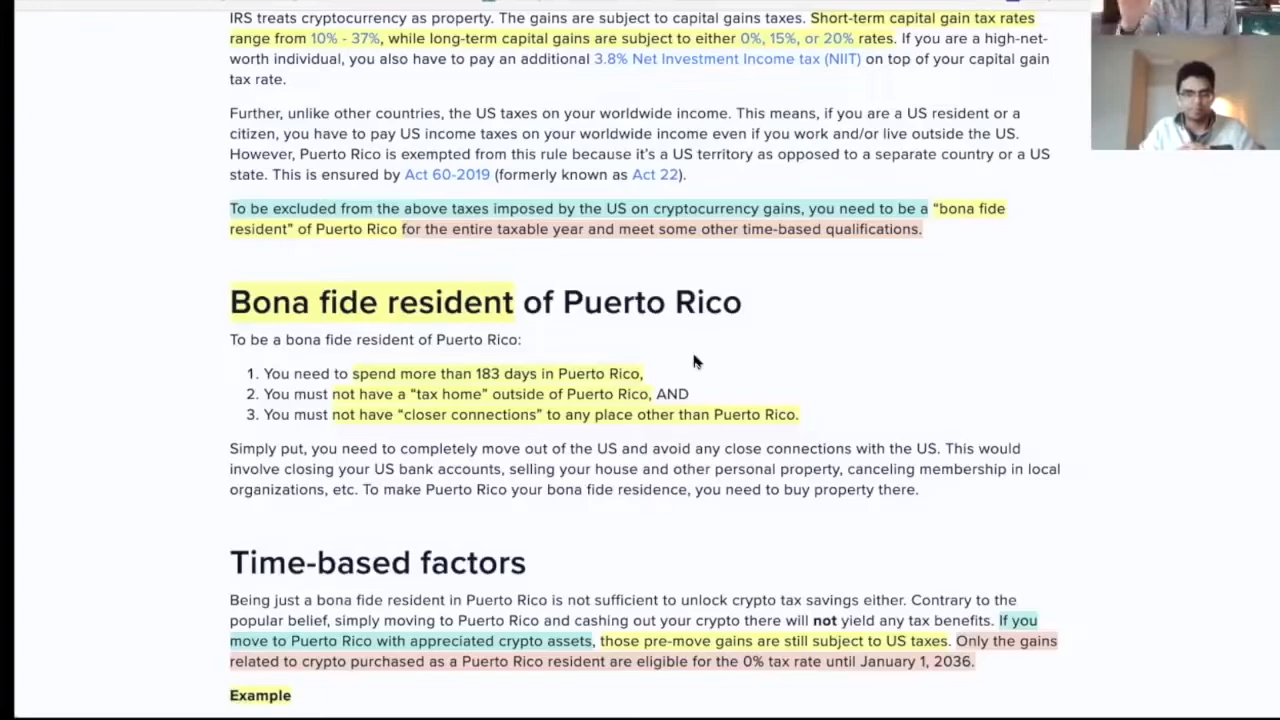 IRS treats cryptocurrency as property. The gains are subject to capital gains taxes. Short-term capital gain tax rates
range from 10% - 37%, while long-term capital gains are subject to either 0%, 15%, or 20% rates. If you are a high-net-
worth individual, you also have to pay an additional 3.8% Net Investment Income tax (NIIT) on top of your capital gain
tax rate.
Further, unlike other countries, the US taxes on your worldwide income. This means, if you are a US resident or a
citizen, you have to pay US income taxes on your worldwide income even if you work and/or live outside the US.
However, Puerto Rico is exempted from this rule because it’s a US territory as opposed to a separate country or a US
state. This is ensured by Act 60-2019 (formerly known as Act 22).
To be excluded from the above taxes imposed by the US on cryptocurrency gains, you need to be a “bona fide
resident” of Puerto Rico for the entire taxable year and meet some other time-based qualifications.
Bona fide resident of Puerto Rico
To be a bona fide resident of Puerto Rico:
1. You need to spend more than 183 days in Puerto Rico,
2. You must not have a “tax home” outside of Puerto Rico, AND
3. You must not have “closer connections” to any place other than Puerto Rico.
Simply put, you need to completely move out of the US and avoid any close connections with the US. This would
involve closing your US bank accounts, selling your house and other personal property, canceling membership in local
organizations, etc. To make Puerto Rico your bona fide residence, you need to buy property there.
Time-based factors
Being just a bona fide resident in Puerto Rico is not sufficient to unlock crypto tax savings either. Contrary to the
popular belief, simply moving to Puerto Rico and cashing out your crypto there will not yield any tax benefits. If you
move to Puerto Rico with appreciated crypto assets, those pre-move gains are still subject to US taxes. Only the gains
related to crypto purchased as a Puerto Rico resident are eligible for the 0% tax rate until January 1, 2036.
Example